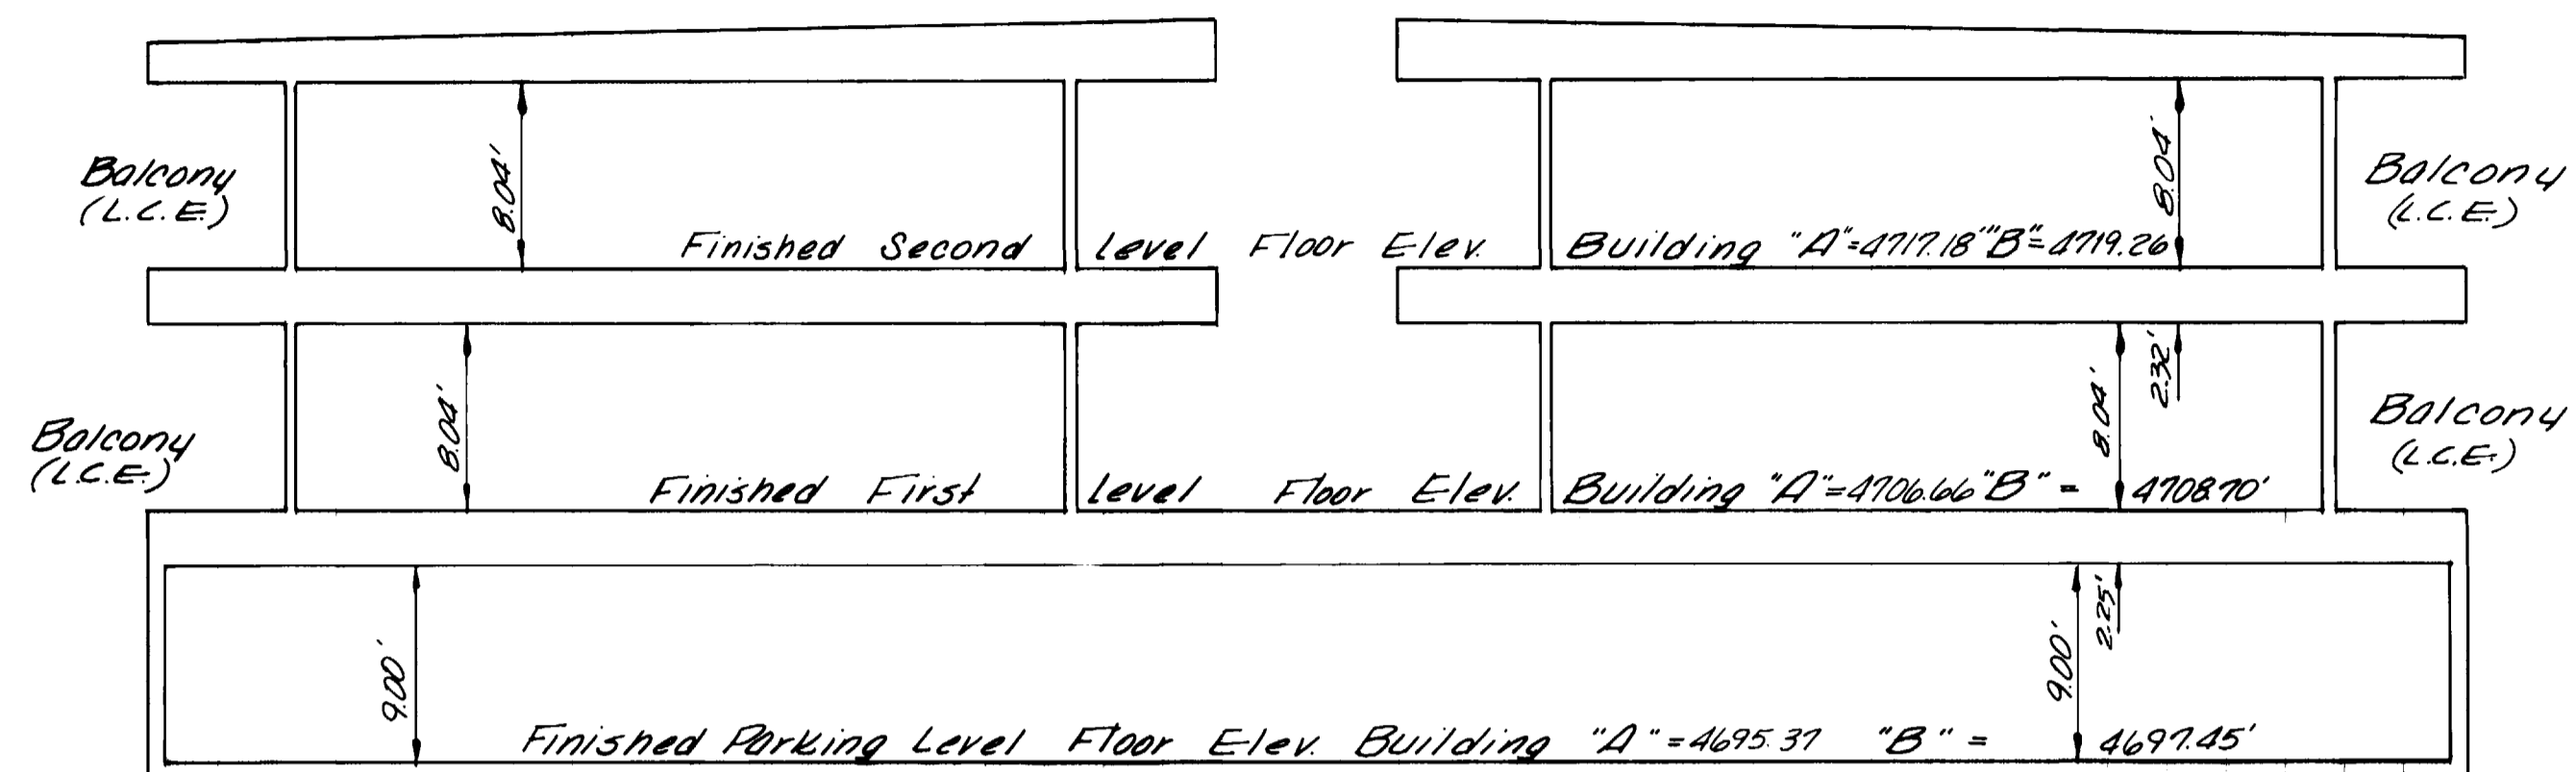 Balcony
(L.C.E.)
8.04'
8.04'
Balcony
(L.C.E.)
Finished Second Level Floor Elev. Building "A"=4717.18' "B"=4719.26
Balcony
(L.C.E.)
8.04'
8.04'
2.32'
Balcony
(L.C.E.)
Finished First Level Floor Elev. Building "A"=4706.66 "B" = 4708.70'
9.00'
9.00'
2.25'
Finished Parking Level Floor Elev. Building "A"=4695.37 "B" = 4697.45'